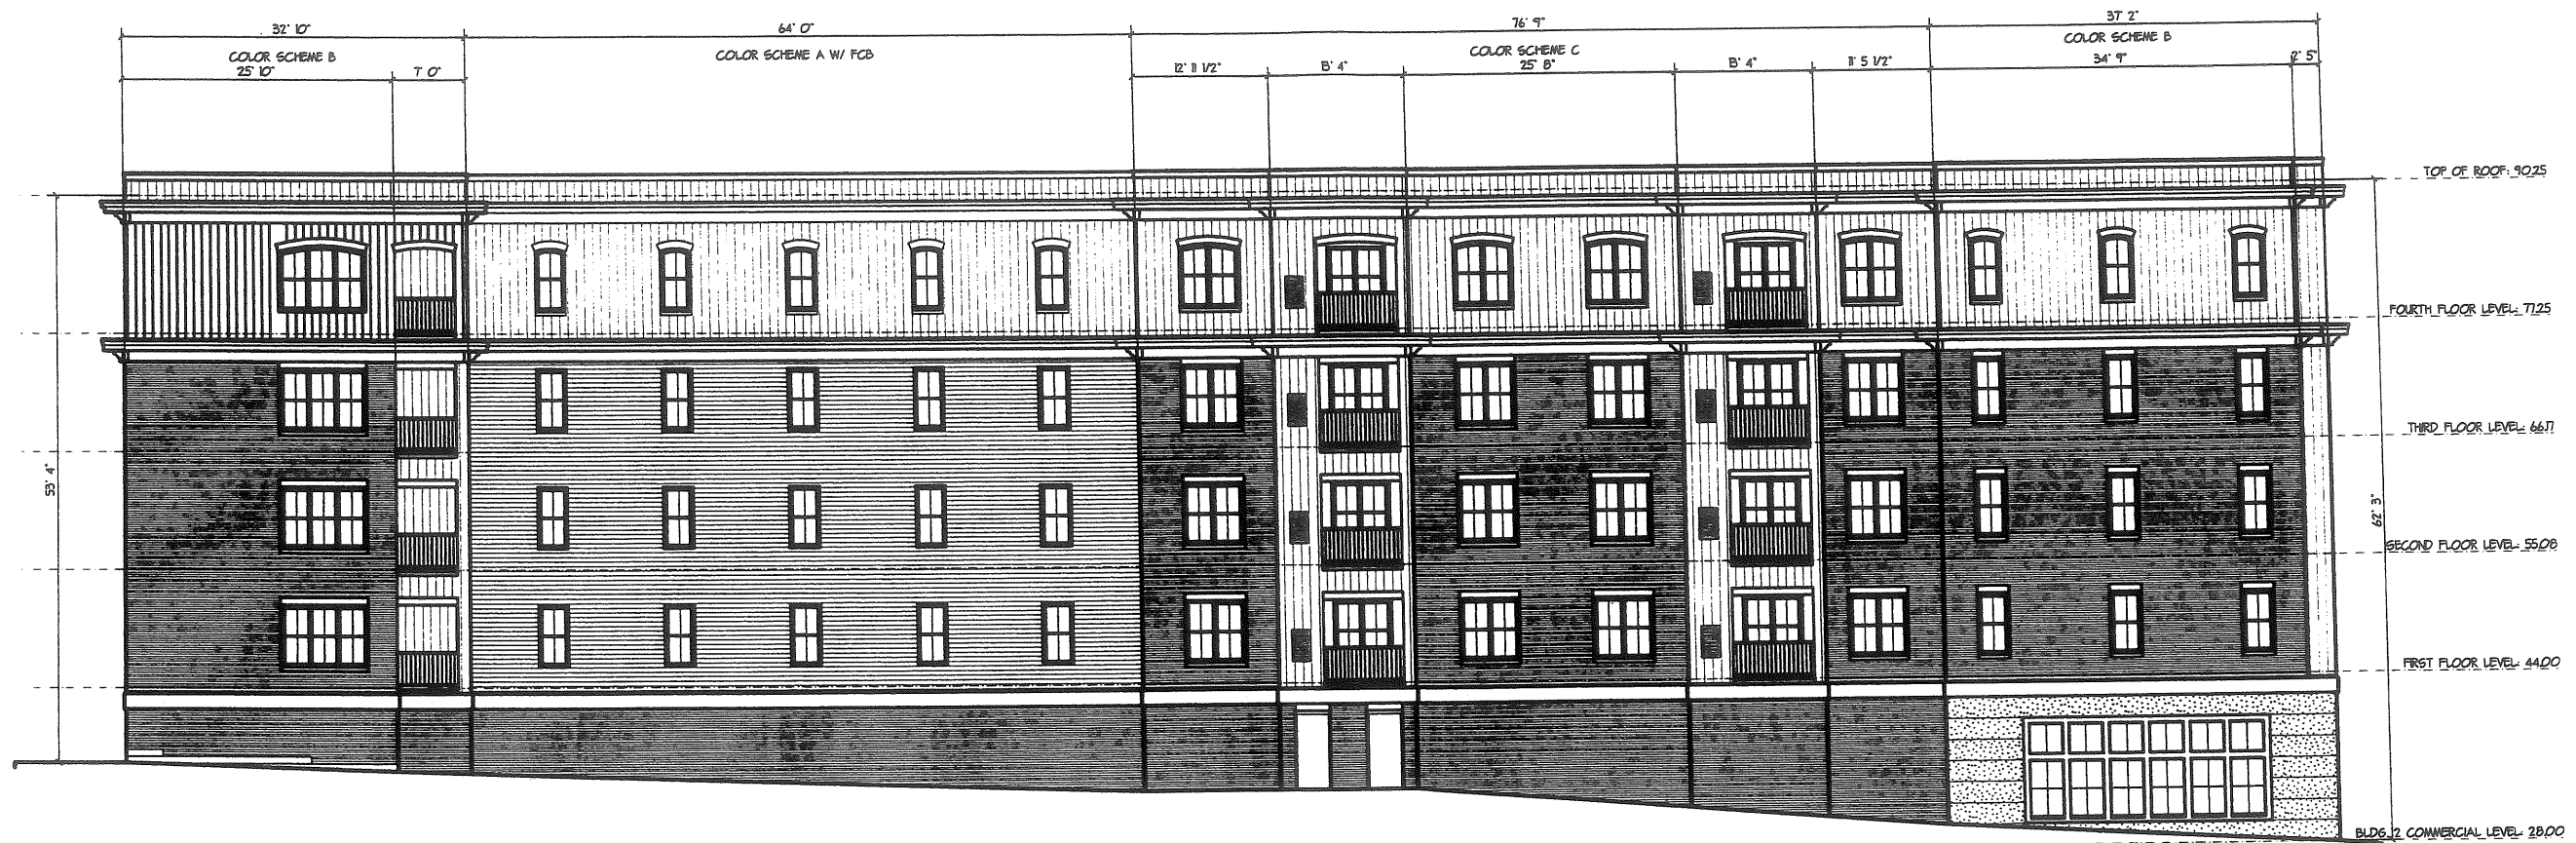 32' 10"
64' 0"
76' 9"
37' 2"
COLOR SCHEME B
COLOR SCHEME A W/ FCB
COLOR SCHEME C
COLOR SCHEME B
25' 10"
7' 0"
12' 11 1/2"
13' 4"
25' 8"
13' 4"
11' 5 1/2"
34' 9"
2' 5"
TOP OF ROOF: 90.25
FOURTH FLOOR LEVEL: 77.25
THIRD FLOOR LEVEL: 66.17
53' 4"
62' 3"
SECOND FLOOR LEVEL: 55.08
FIRST FLOOR LEVEL: 44.00
BLDG. 2 COMMERCIAL LEVEL: 28.00